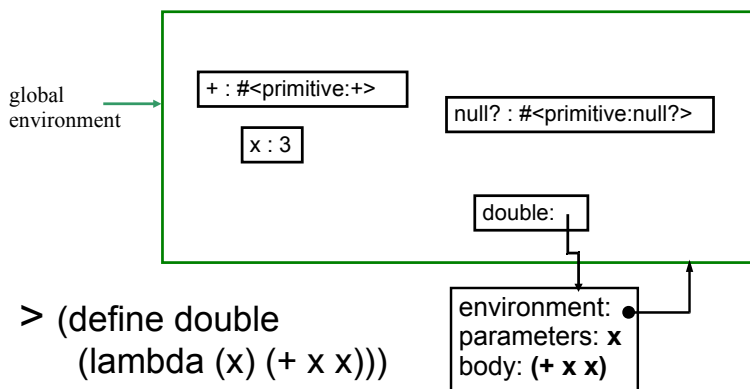 global
environment
+ : #<primitive:+>
null? : #<primitive:null?>
x : 3
double:
> (define double
(lambda (x) (+ x x)))
environment:
parameters: x
body: (+ x x)